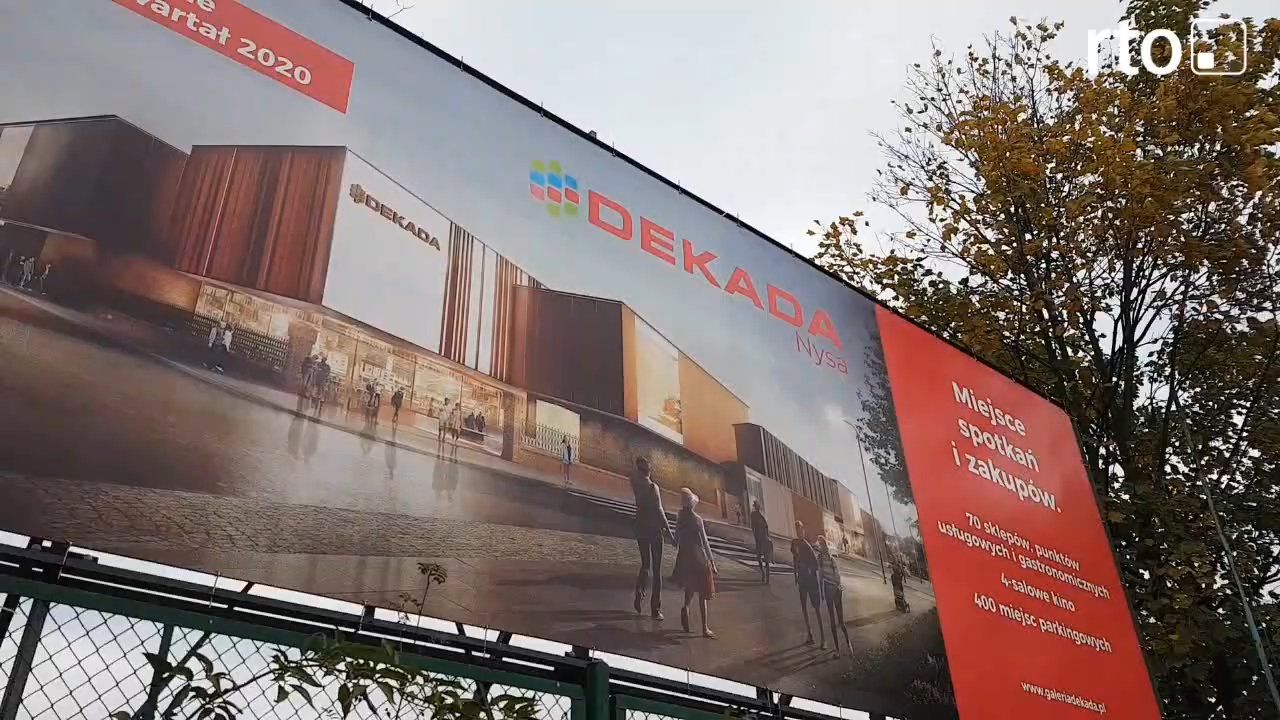 rto
wartał 2020
DEKADA
DEKADA
Nysa
Miejsce
spotkań
i zakupów.
70 sklepów, punktów
usługowych i gastronomicznych
4-salowe kino
400 miejsc parkingowych
www.galeriadekada.pl